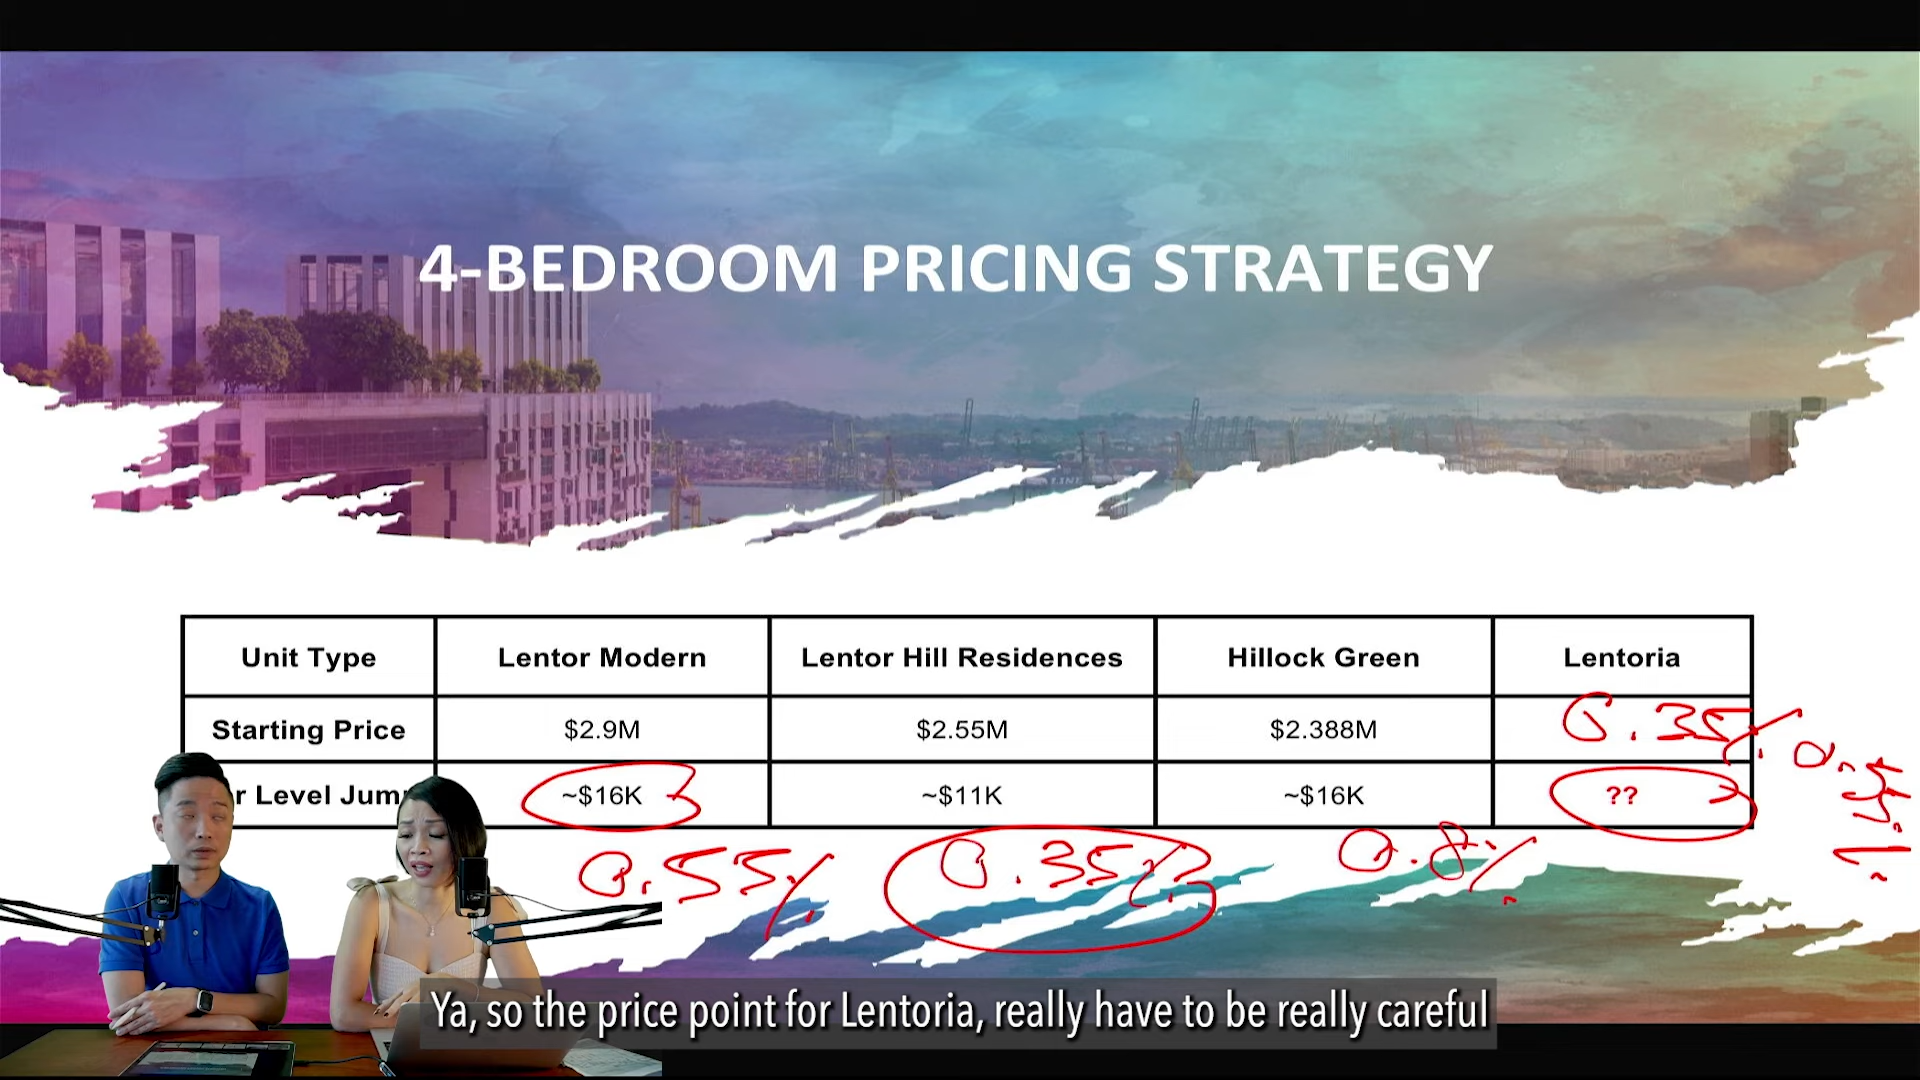 4-BEDROOM PRICING STRATEGY
Unit Type Lentor Modern Lentor Hill Residences Hillock Green Lentoria
Starting Price $2.9M $2.55M $2.388M 0.35%
r Level Jum ~$16K ~$11K ~$16K ??
0.55% 0.35% 0.8%
Ya, so the price point for Lentoria, really have to be really careful